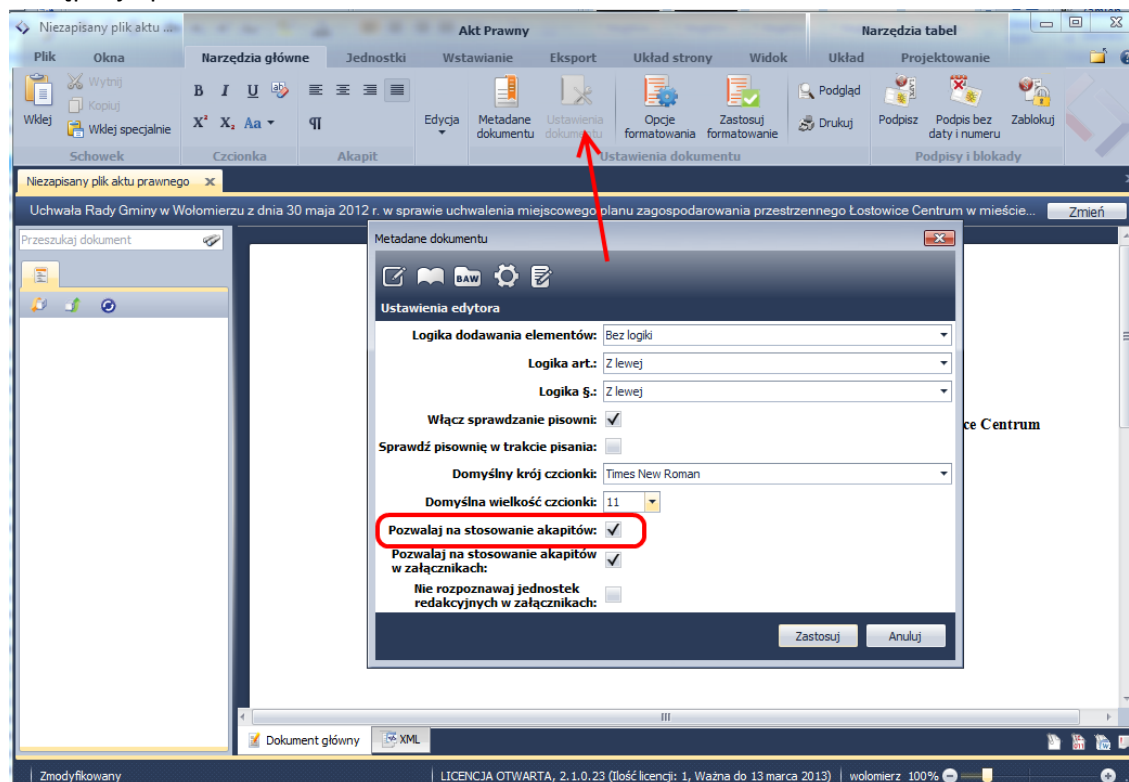 Niezapisany plik aktu ...
Akt Prawny
Narzędzia tabel
Plik
Okna
Narzędzia główne
Jednostki
Wstawianie
Eksport
Układ strony
Widok
Układ
Projektowanie
Wklej
Wytnij
Kopiuj
Wklej specjalnie
B I U
X² X₂ Aa
¶
Edycja
Metadane
dokumentu
Ustawienia
dokumentu
Opcje
formatowania
Zastosuj
formatowanie
Podgląd
Drukuj
Podpisz
Podpis bez
daty i numeru
Zablokuj
Schowek
Czcionka
Akapit
Ustawienia dokumentu
Podpisy i blokady
Niezapisany plik aktu prawnego x
Uchwała Rady Gminy w Wołomierzu z dnia 30 maja 2012 r. w sprawie uchwalenia miejscowego planu zagospodarowania przestrzennego Łostowice Centrum w mieście...
Zmień
Przeszukaj dokument
Metadane dokumentu
BAW
Ustawienia edytora
Logika dodawania elementów: Bez logiki
Logika art.: Z lewej
Logika §.: Z lewej
Włącz sprawdzanie pisowni:
Sprawdź pisownię w trakcie pisania:
Domyślny krój czcionki: Times New Roman
Domyślna wielkość czcionki: 11
Pozwalaj na stosowanie akapitów:
Pozwalaj na stosowanie akapitów
w załącznikach:
Nie rozpoznawaj jednostek
redakcyjnych w załącznikach:
Zastosuj
Anuluj
ce Centrum
Dokument główny
XML
Zmodyfikowany
LICENCJA OTWARTA, 2.1.0.23 (Ilość licencji: 1, Ważna do 13 marca 2013)
wolomierz
100%